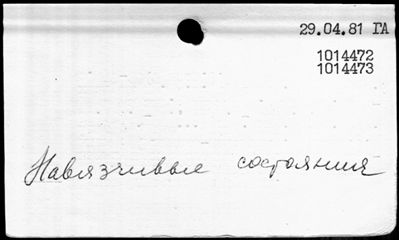 29.04.81 ГА
1014472
1014473
Навязчивые состояния